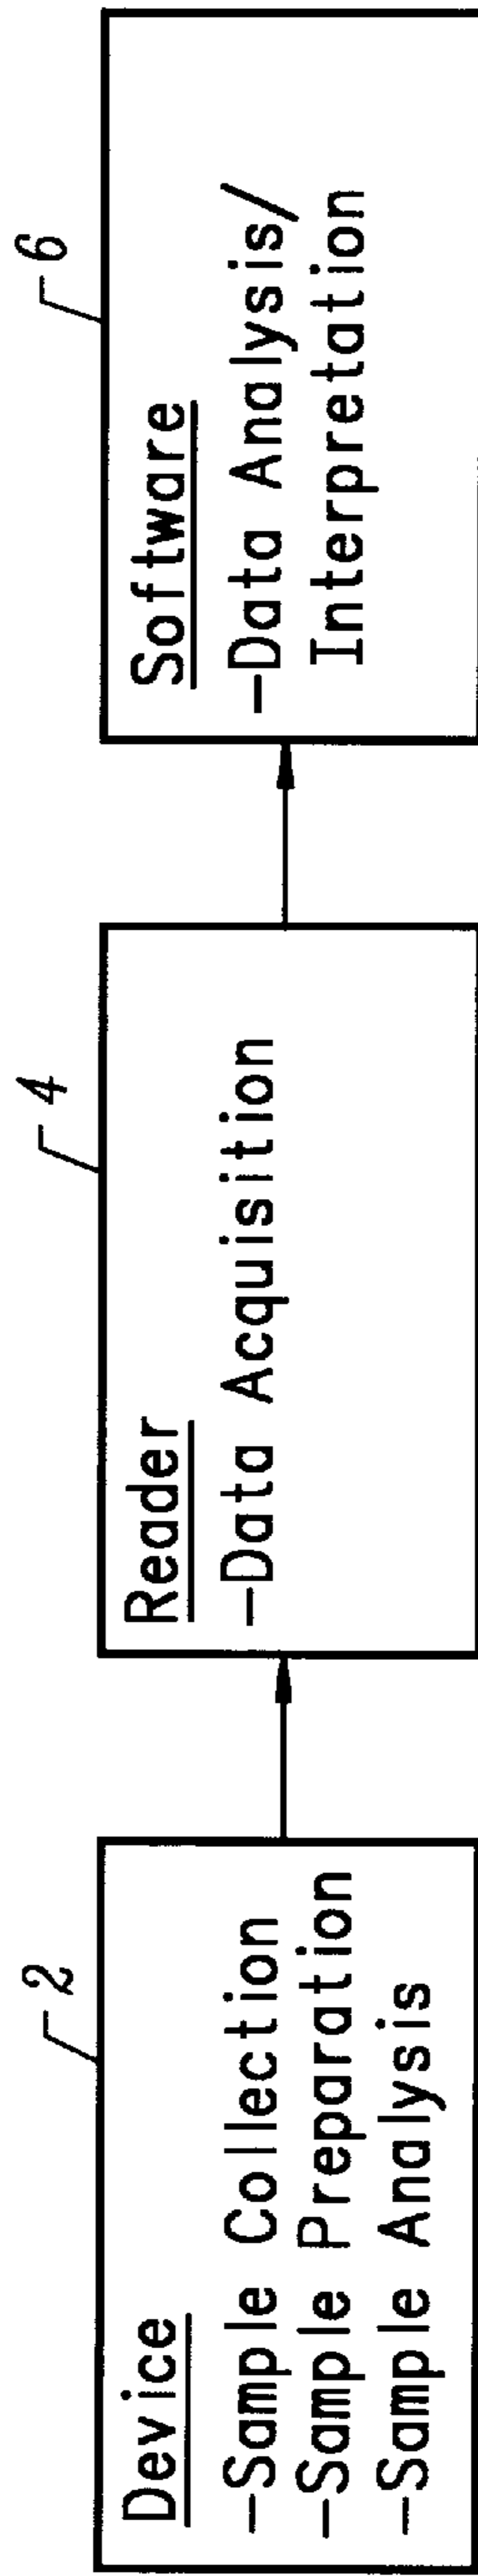 2
Device
-Sample Collection
-Sample Preparation
-Sample Analysis
4
Reader
-Data Acquisition
6
Software
-Data Analysis/
Interpretation